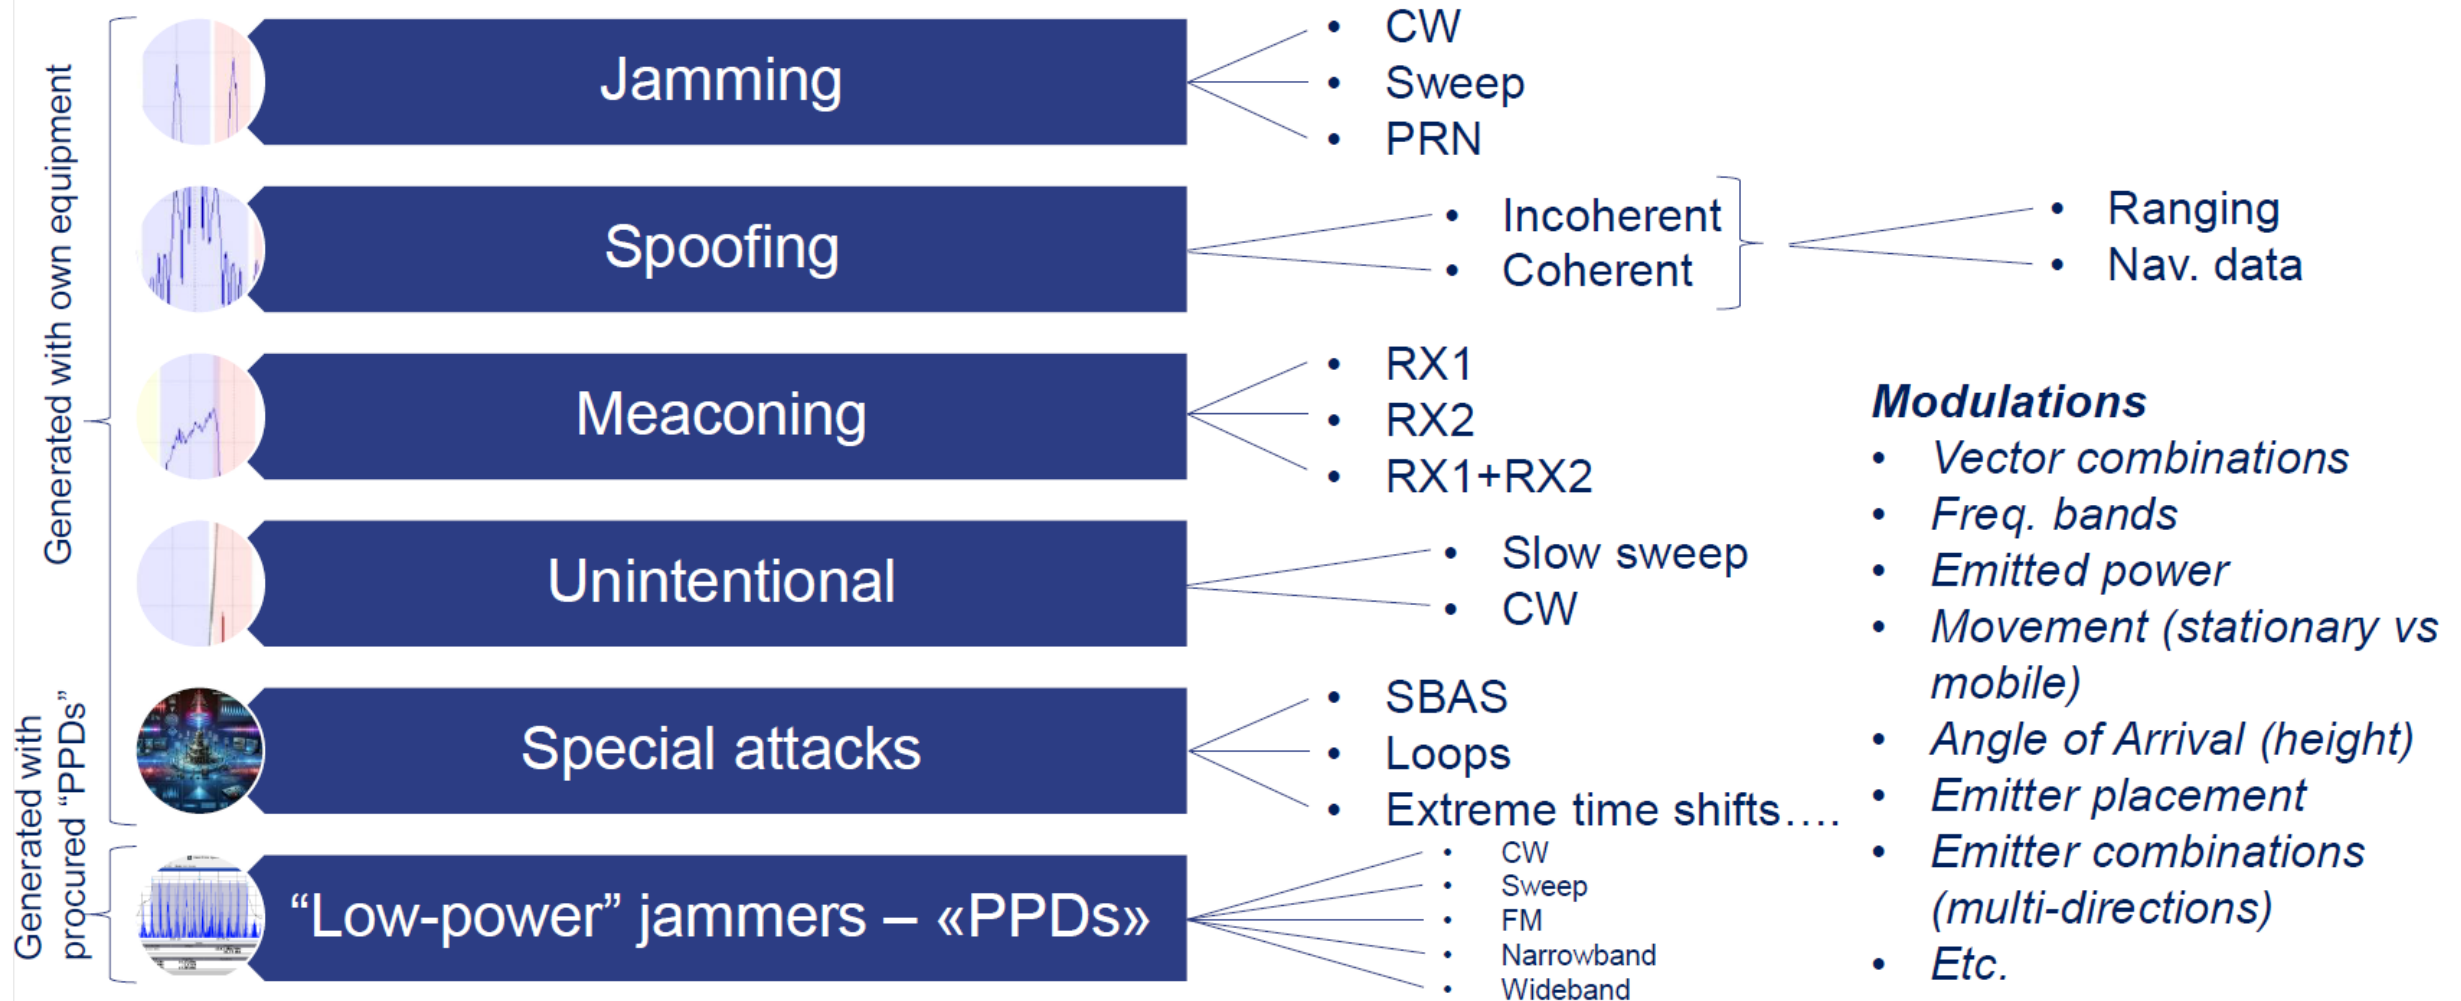 Generated with own equipment
Jamming
• CW
• Sweep
• PRN
Spoofing
• Incoherent
• Coherent
• Ranging
• Nav. data
Meaconing
• RX1
• RX2
• RX1+RX2
Unintentional
• Slow sweep
• CW
Special attacks
• SBAS
• Loops
• Extreme time shifts….
Generated with
procured “PPDs”
“Low-power” jammers – «PPDs»
• CW
• Sweep
• FM
• Narrowband
• Wideband
Modulations
• Vector combinations
• Freq. bands
• Emitted power
• Movement (stationary vs
mobile)
• Angle of Arrival (height)
• Emitter placement
• Emitter combinations
(multi-directions)
• Etc.